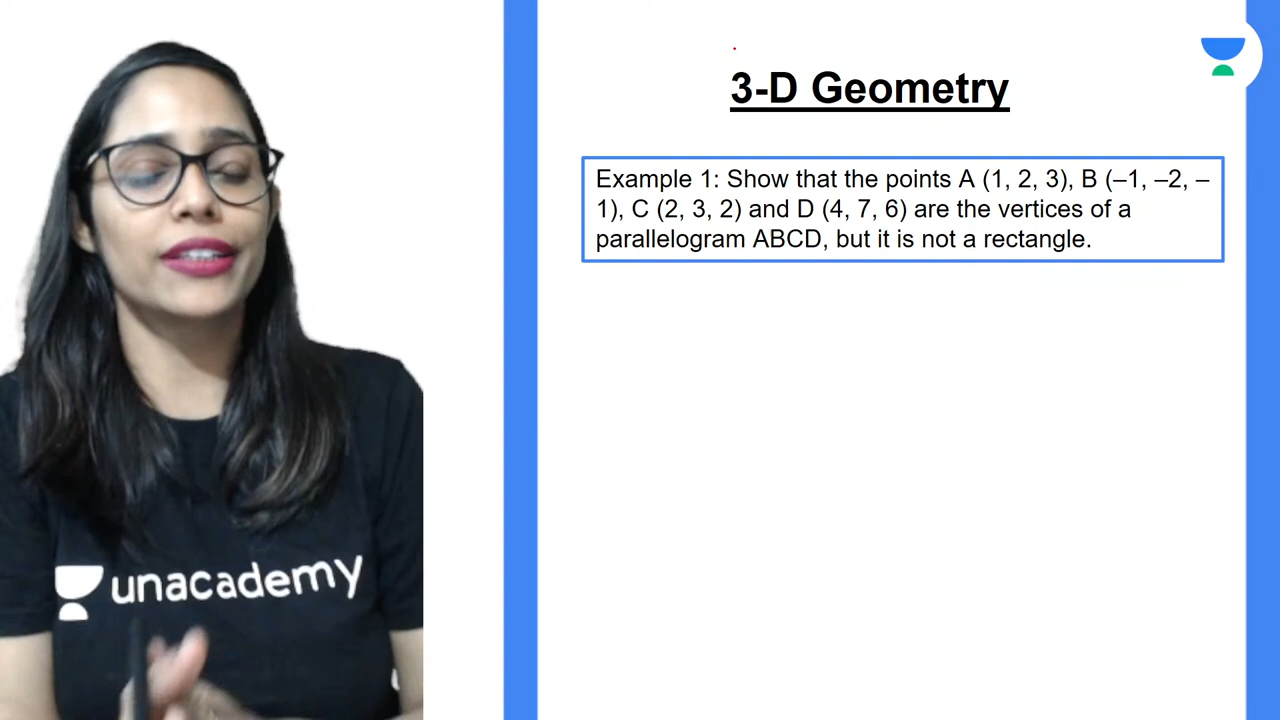 3-D Geometry
Example 1: Show that the points A (1, 2, 3), B (–1, –2, –
1), C (2, 3, 2) and D (4, 7, 6) are the vertices of a
parallelogram ABCD, but it is not a rectangle.
unacademy